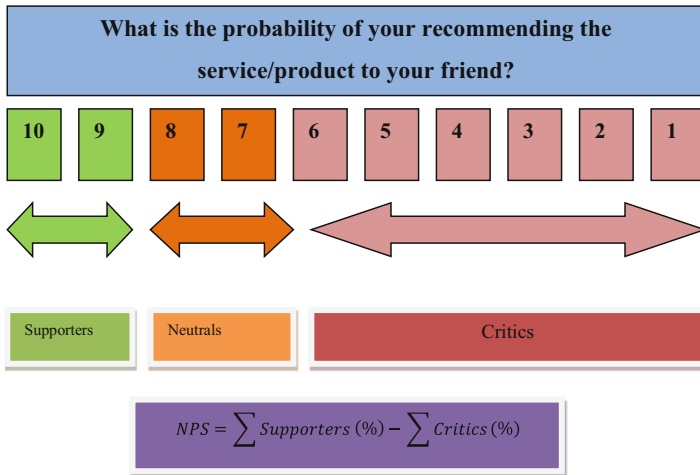 What is the probability of your recommending the
service/product to your friend?
10 9 8 7 6 5 4 3 2 1
Supporters Neutrals Critics
NPS = ∑ Supporters (%) − ∑ Critics (%)